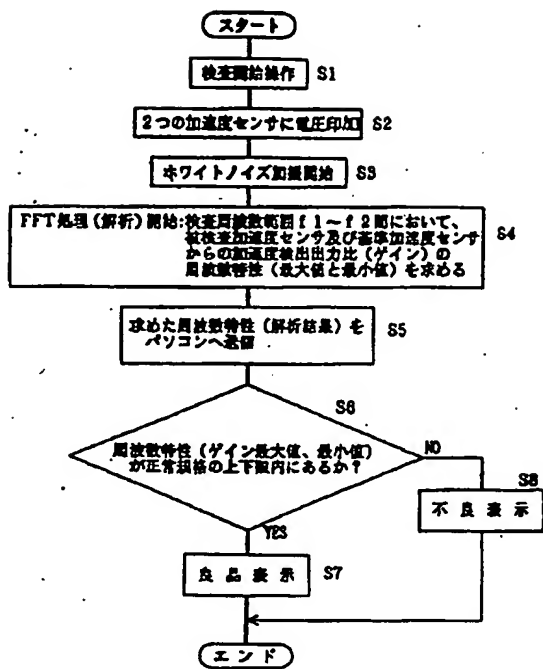 スタート
検査開始操作 S1
2つの加速度センサに電圧印加 S2
ホワイトノイズ加振開始 S3
FFT処理(解析)開始:検査周波数範囲f1~f2間において、
被検査加速度センサ及び基準加速度センサ
からの加速度検出出力比(ゲイン)の
周波数特性(最大値と最小値)を求める
S4
求めた周波数特性(解析結果)を
パソコンへ送信
S5
S6
周波数特性(ゲイン最大値、最小値)
が正常規格の上下限内にあるか?
NO
S8
不良表示
YES
良品表示 S7
エンド